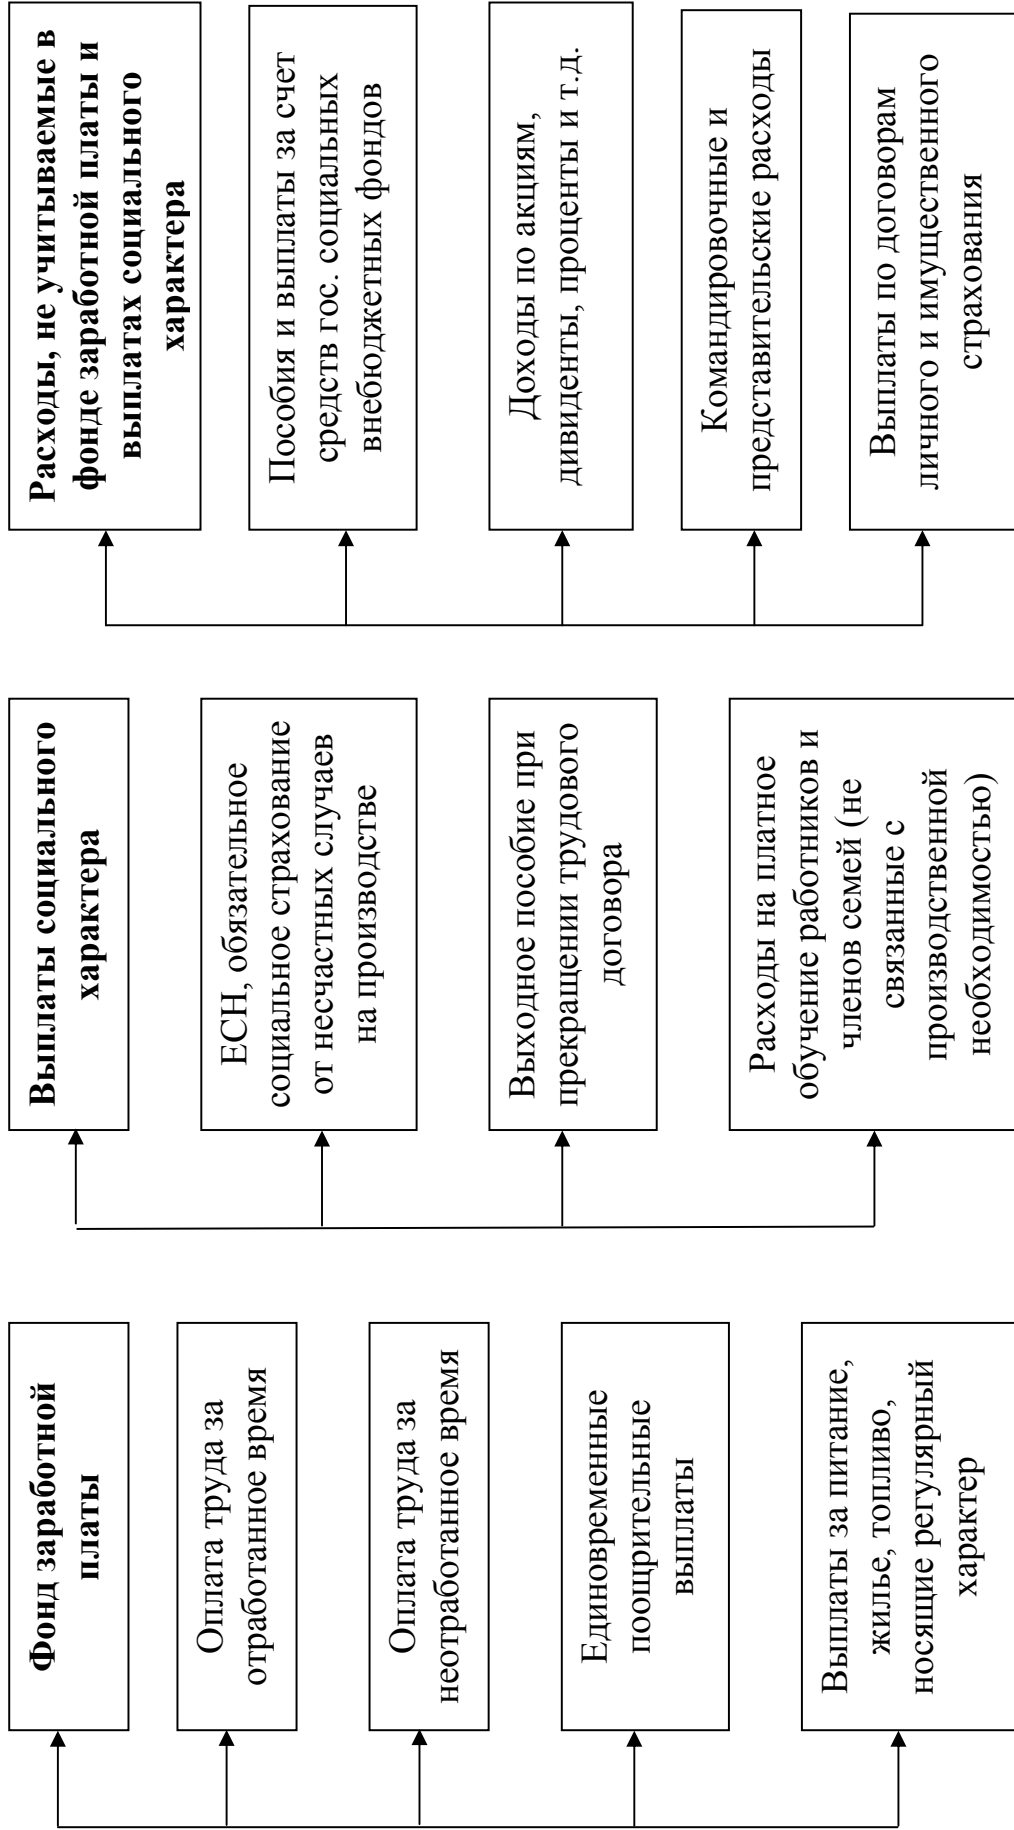 Фонд заработной
платы
Оплата труда за
отработанное время
Оплата труда за
неотработанное время
Единовременные
поощрительные
выплаты
Выплаты за питание,
жилье, топливо,
носящие регулярный
характер
Выплаты социального
характера
ЕСН, обязательное
социальное страхование
от несчастных случаев
на производстве
Выходное пособие при
прекращении трудового
договора
Расходы на платное
обучение работников и
членов семей (не
связанные с
производственной
необходимостью)
Расходы, не учитываемые в
фонде заработной платы и
выплатах социального
характера
Пособия и выплаты за счет
средств гос. социальных
внебюджетных фондов
Доходы по акциям,
дивиденты, проценты и т.д.
Командировочные и
представительские расходы
Выплаты по договорам
личного и имущественного
страхования